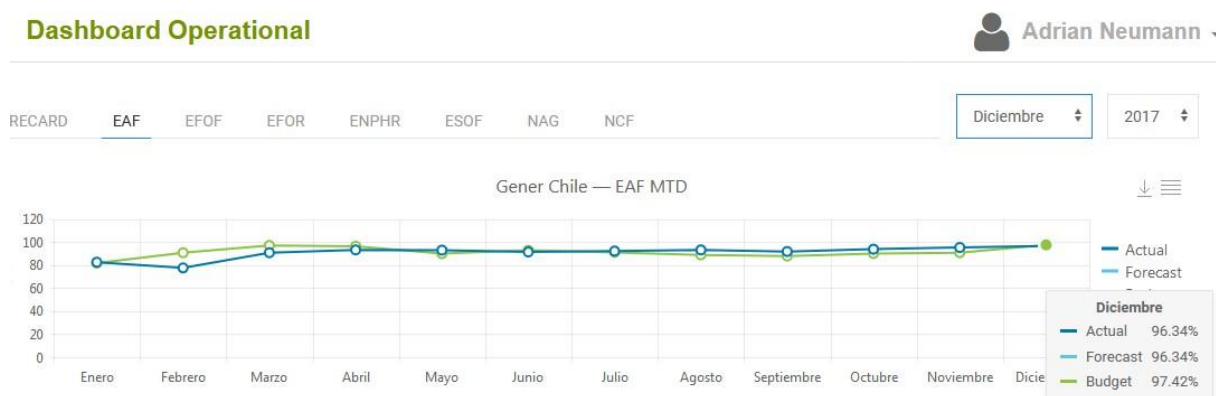 Dashboard Operational
Adrian Neumann
RECARD EAF EFOF EFOR ENPHR ESOF NAG NCF
Diciembre 2017
Gener Chile — EAF MTD
120
100
80
60
40
20
0
Enero Febrero Marzo Abril Mayo Junio Julio Agosto Septiembre Octubre Noviembre Dicie
Actual
Forecast
Diciembre
Actual 96.34%
Forecast 96.34%
Budget 97.42%